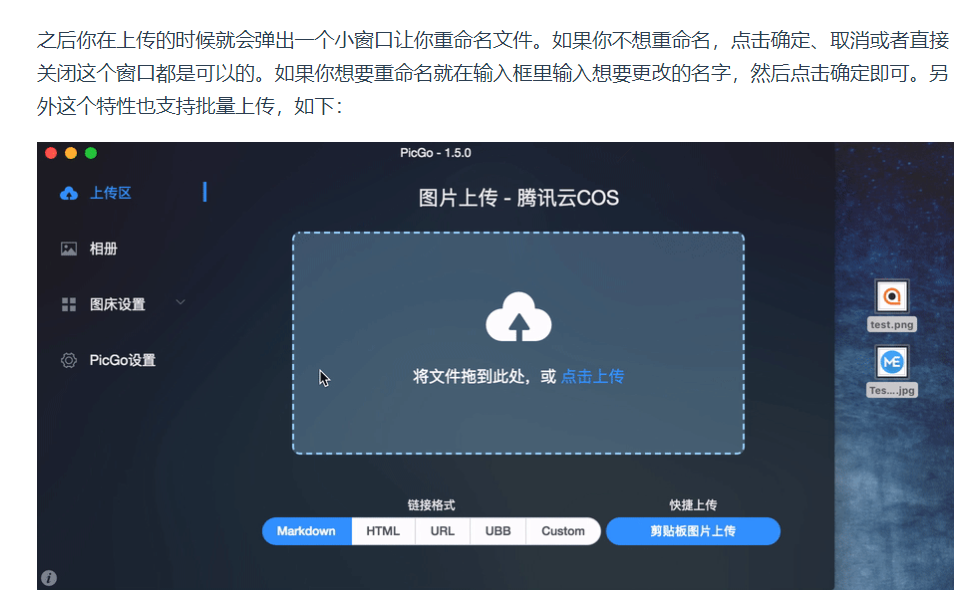 之后你在上传的时候就会弹出一个小窗口让你重命名文件。如果你不想重命名，点击确定、取消或者直接
关闭这个窗口都是可以的。如果你想要重命名就在输入框里输入想要更改的名字，然后点击确定即可。另
外这个特性也支持批量上传，如下：
PicGo - 1.5.0
上传区
图片上传 - 腾讯云COS
相册
图床设置
test.png
PicGo设置
将文件拖到此处，或 点击上传
ME
Tes....jpg
链接格式
快捷上传
Markdown HTML URL UBB Custom
剪贴板图片上传
i